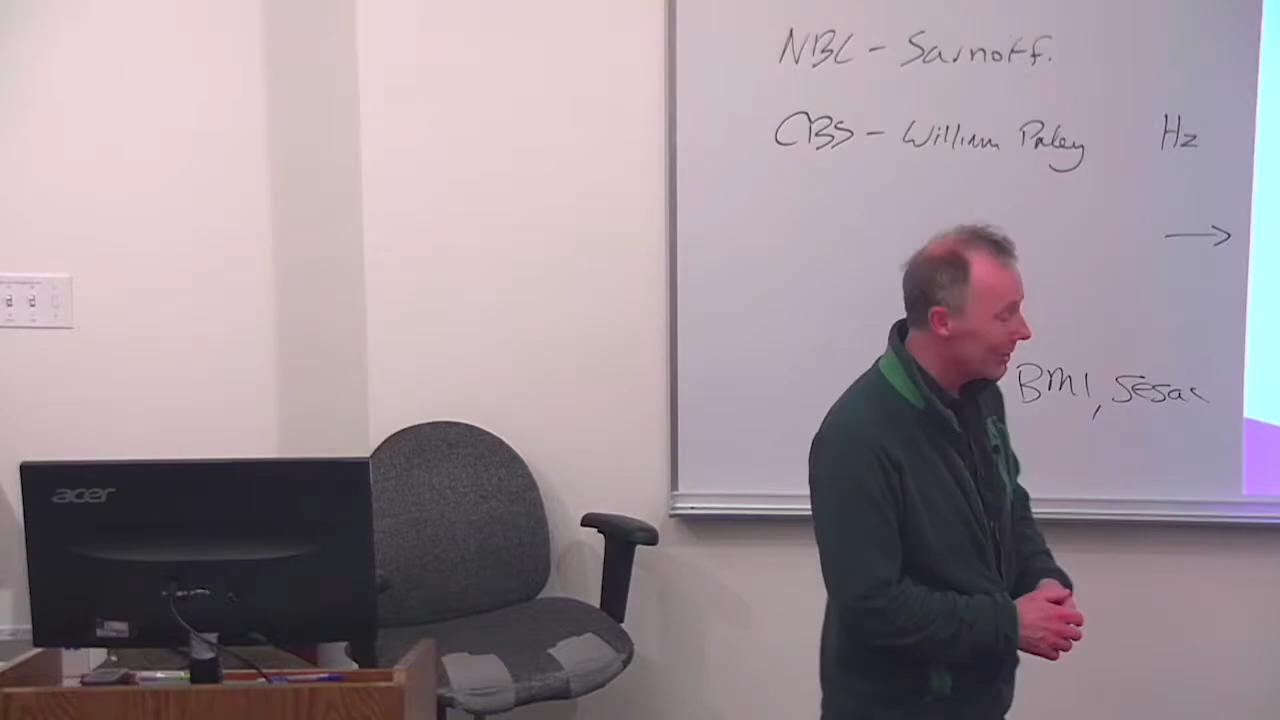 NBC - Sarnoff.
CBS - William Paley
Hz
BMI, SESAC
acer